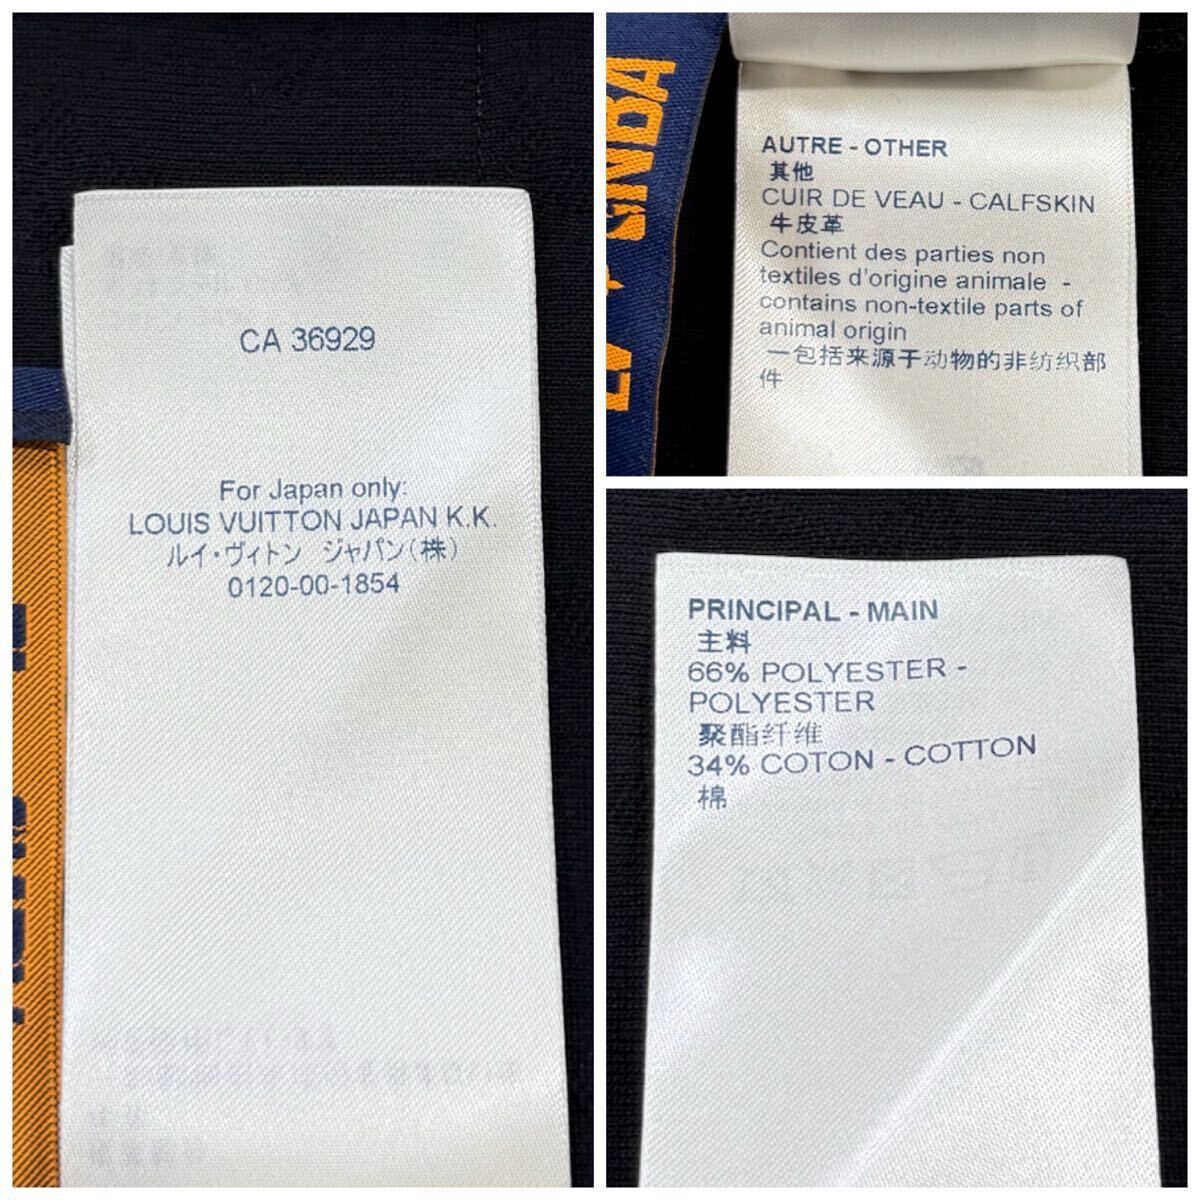 CA 36929
For Japan only:
LOUIS VUITTON JAPAN K.K.
ルイ・ヴィトン ジャパン(株)
0120-00-1854
AUTRE - OTHER
其他
CUIR DE VEAU - CALFSKIN
牛皮革
Contient des parties non
textiles d'origine animale -
contains non-textile parts of
animal origin
一包括来源于动物的非纺织部
件
PRINCIPAL - MAIN
主料
66% POLYESTER -
POLYESTER
聚酯纤维
34% COTON - COTTON
棉